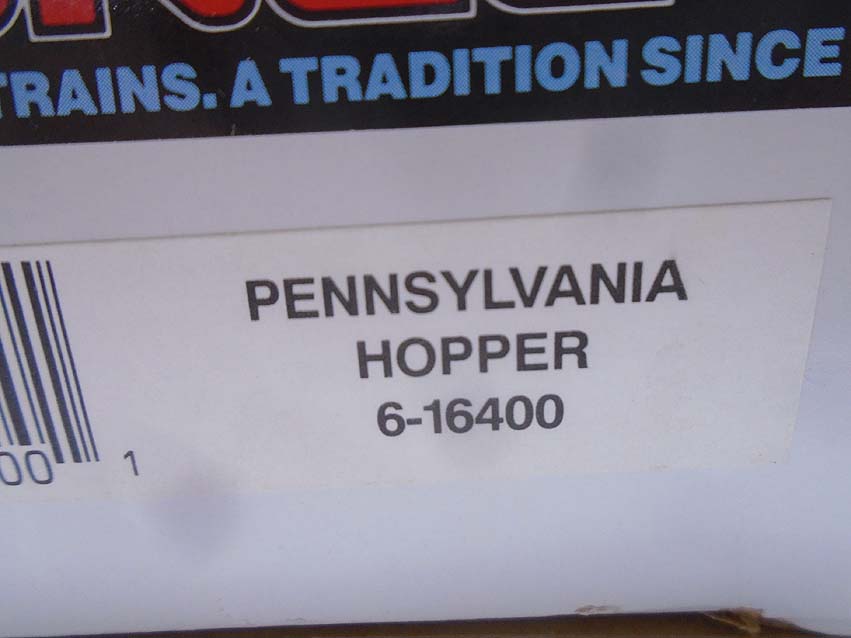 TRAINS. A TRADITION SINCE
PENNSYLVANIA
HOPPER
6-16400
00 1